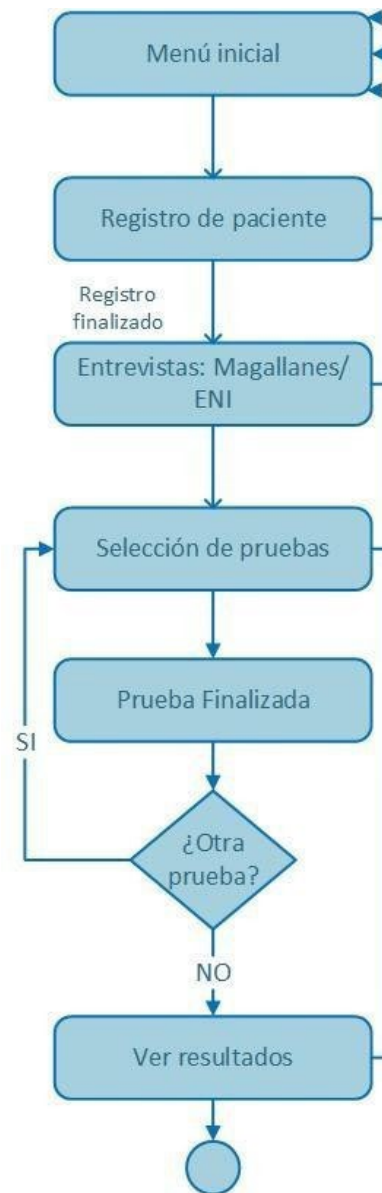 Menú inicial
Registro de paciente
Registro
finalizado
Entrevistas: Magallanes/
ENI
Selección de pruebas
Prueba Finalizada
SI
¿Otra
prueba?
NO
Ver resultados